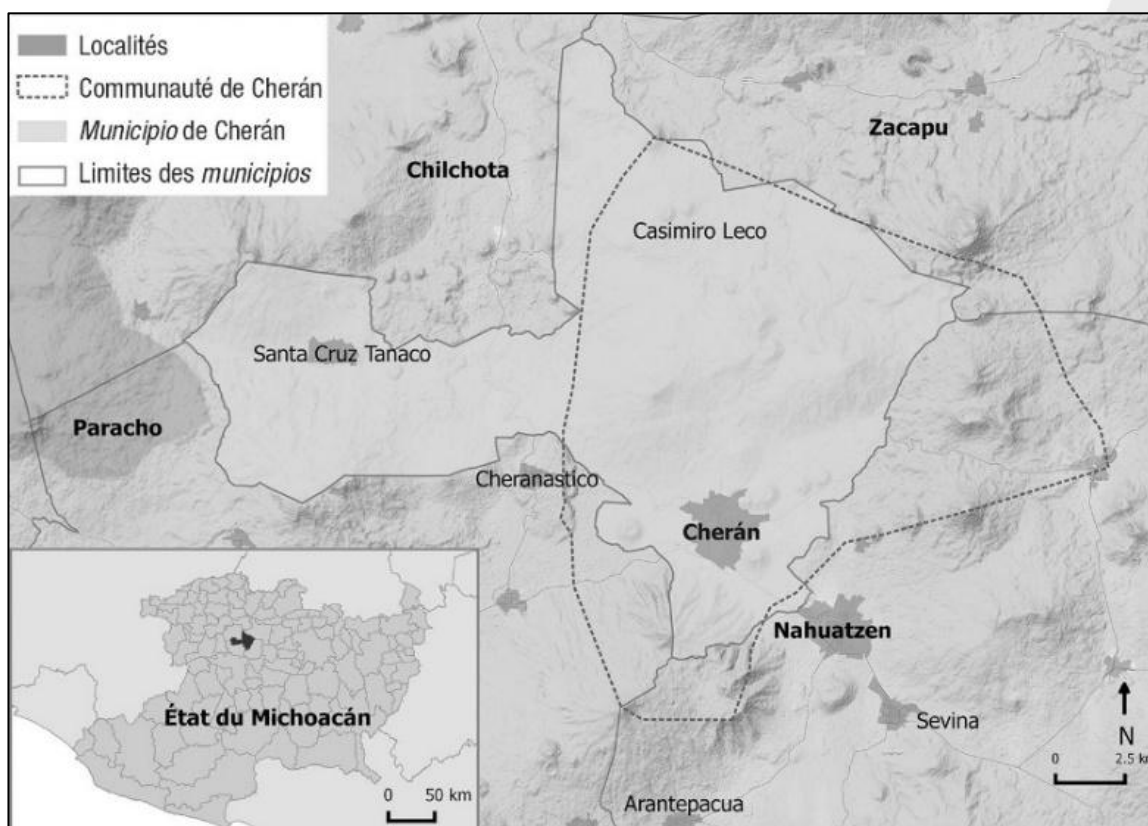 Localités
Communauté de Cherán
Municipio de Cherán
Limites des municipios
Zacapu
Chilchota
Casimiro Leco
Santa Cruz Tanaco
Paracho
Cheranastico
Cherán
Nahuatzen
État du Michoacán
Sevina
N
0 2.5 km
0 50 km
Arantepacua